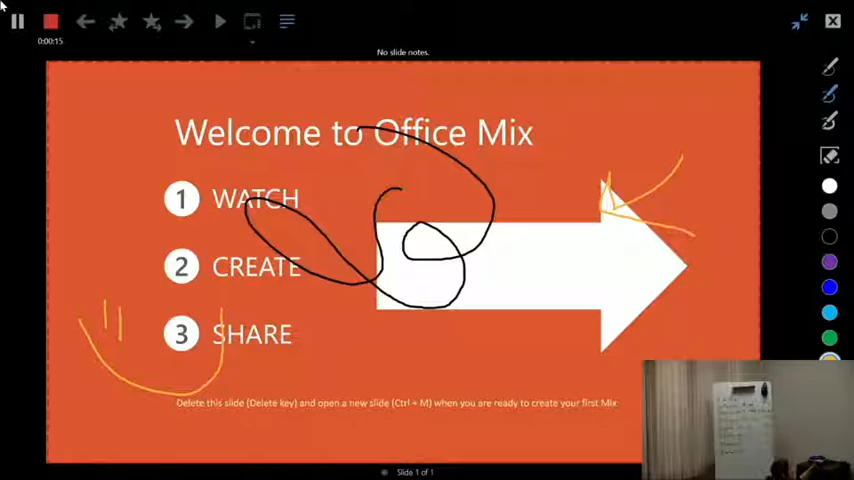 0:00:15
No slide notes.
Welcome to Office Mix
1 WATCH
2 CREATE
3 SHARE
Delete this slide (Delete key) and open a new slide (Ctrl + M) when you are ready to create your first Mix
Slide 1 of 1